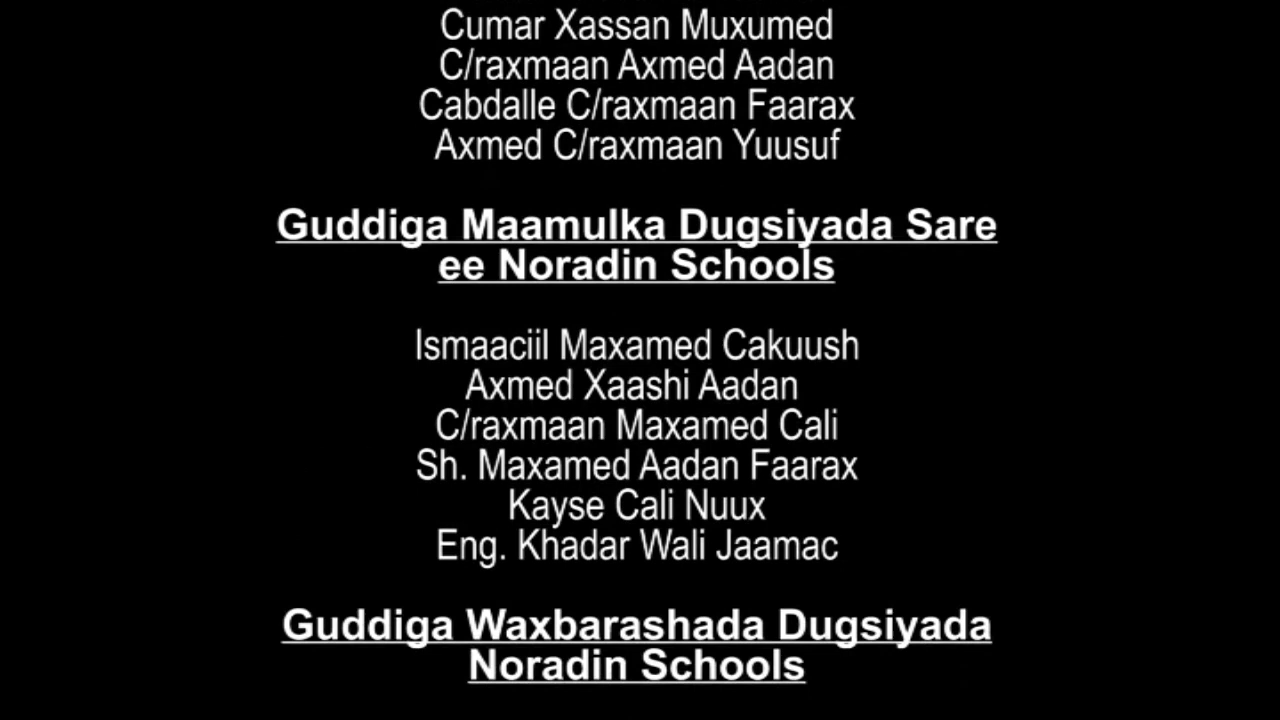 Cumar Xassan Muxumed
C/raxmaan Axmed Aadan
Cabdalle C/raxmaan Faarax
Axmed C/raxmaan Yuusuf
Guddiga Maamulka Dugsiyada Sare
ee Noradin Schools
Ismaaciil Maxamed Cakuush
Axmed Xaashi Aadan
C/raxmaan Maxamed Cali
Sh. Maxamed Aadan Faarax
Kayse Cali Nuux
Eng. Khadar Wali Jaamac
Guddiga Waxbarashada Dugsiyada
Noradin Schools